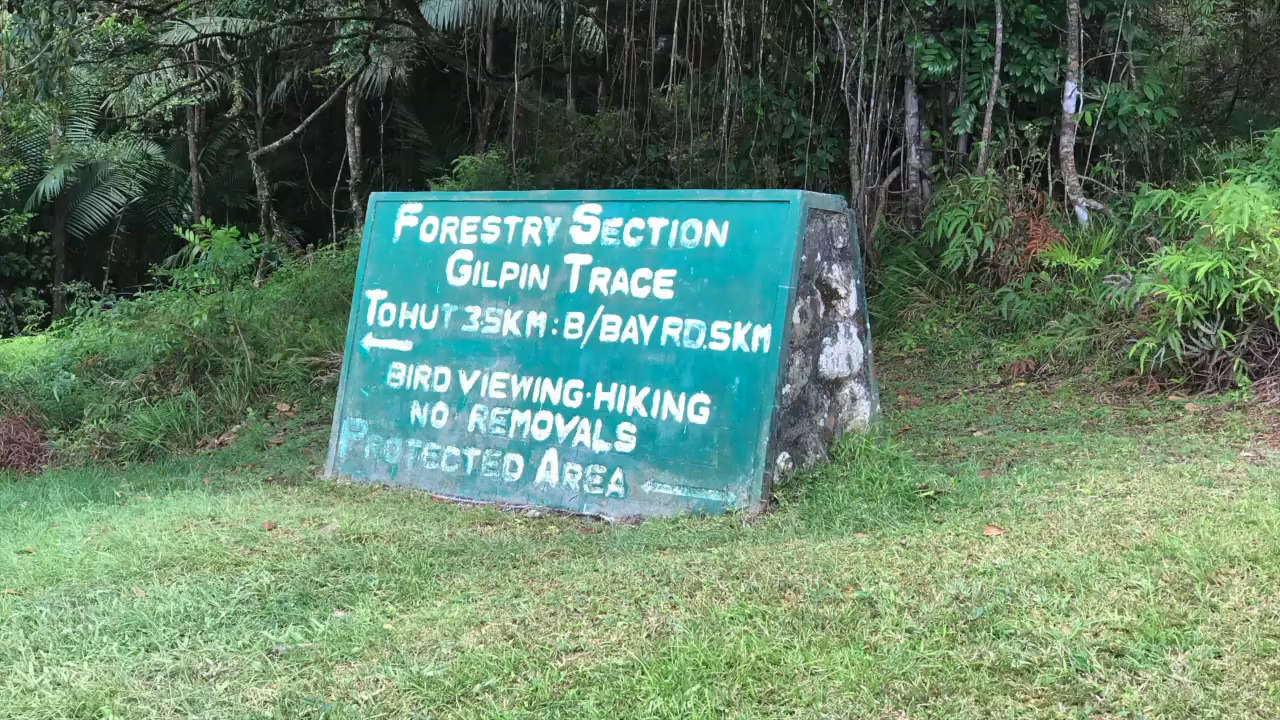 FORESTRY SECTION
GILPIN TRACE
TO HUT 3.5KM : B/BAY RD. 5KM
BIRD VIEWING · HIKING
NO REMOVALS
PROTECTED AREA